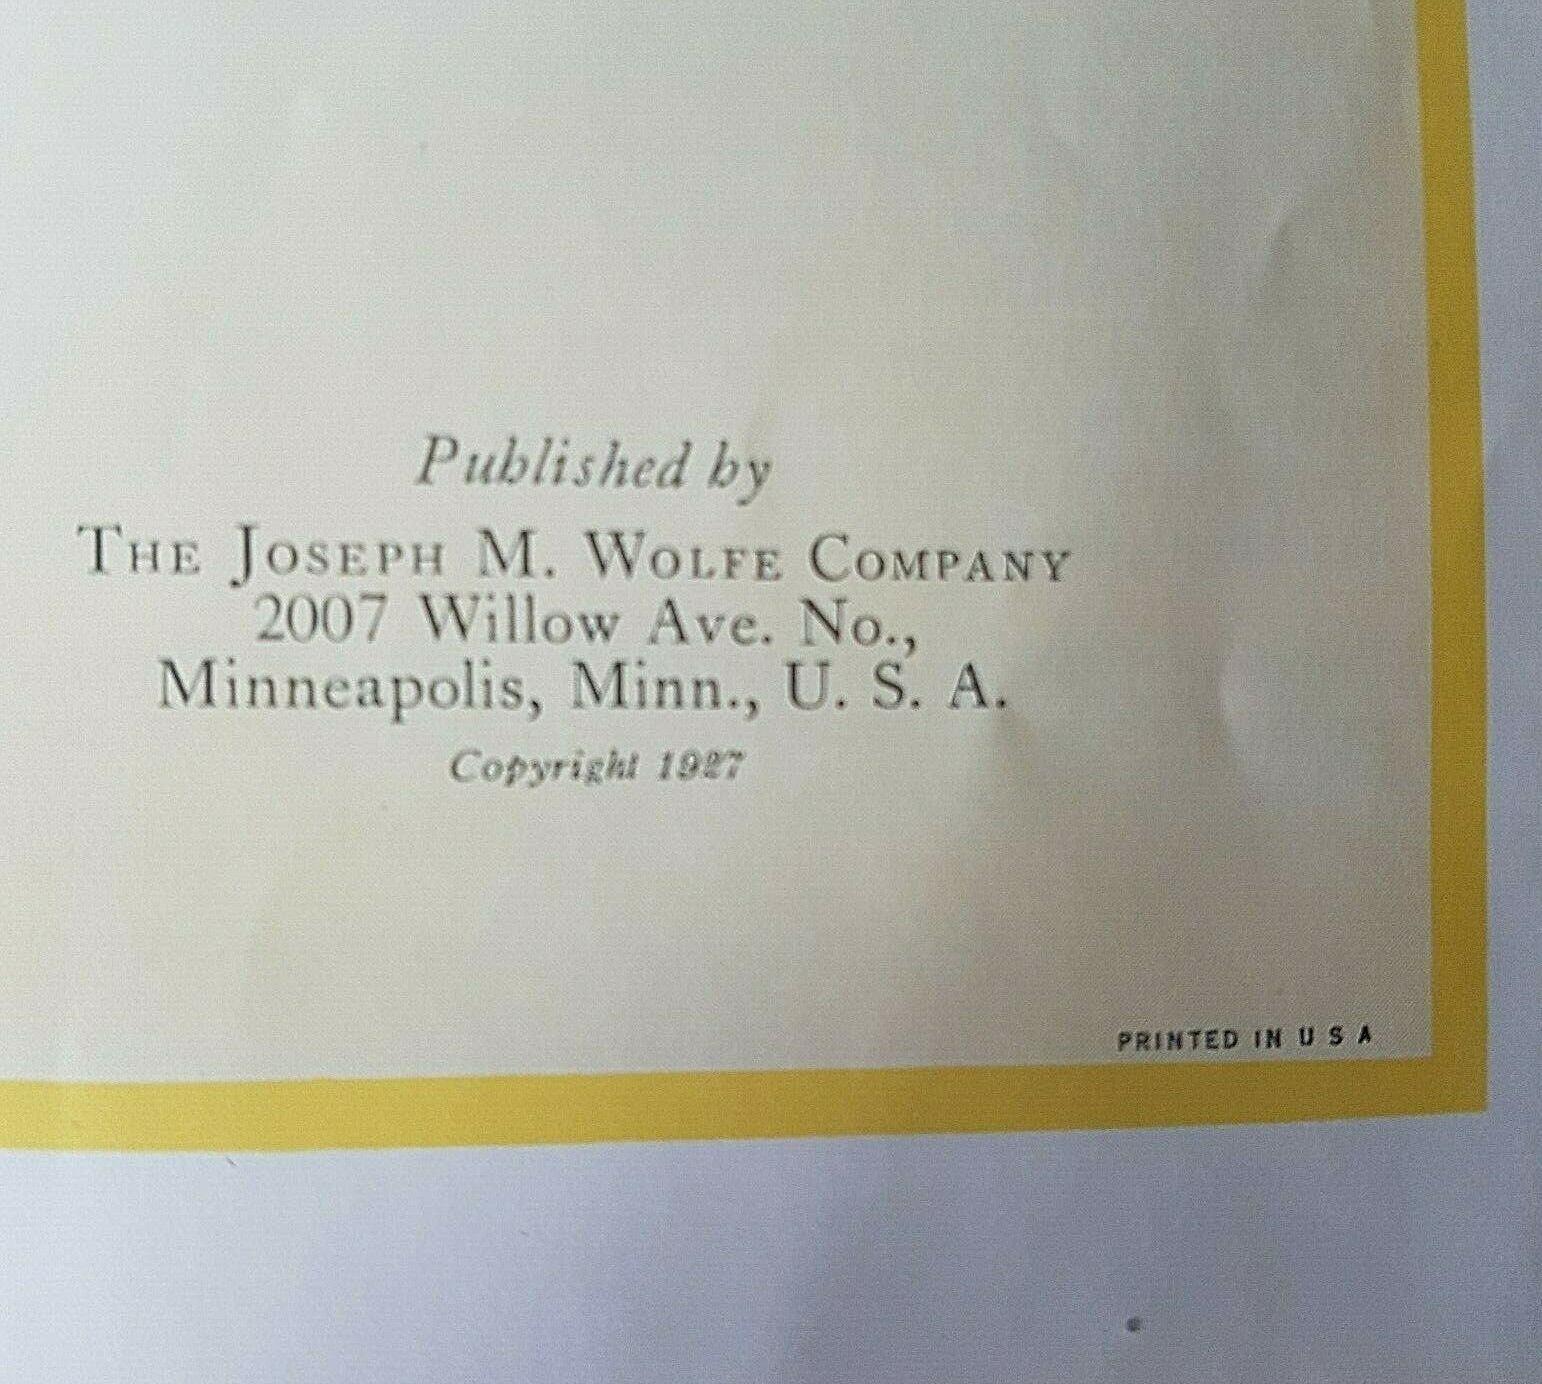 Published by
THE JOSEPH M. WOLFE COMPANY
2007 Willow Ave. No.,
Minneapolis, Minn., U. S. A.
Copyright 1927
PRINTED IN U S A